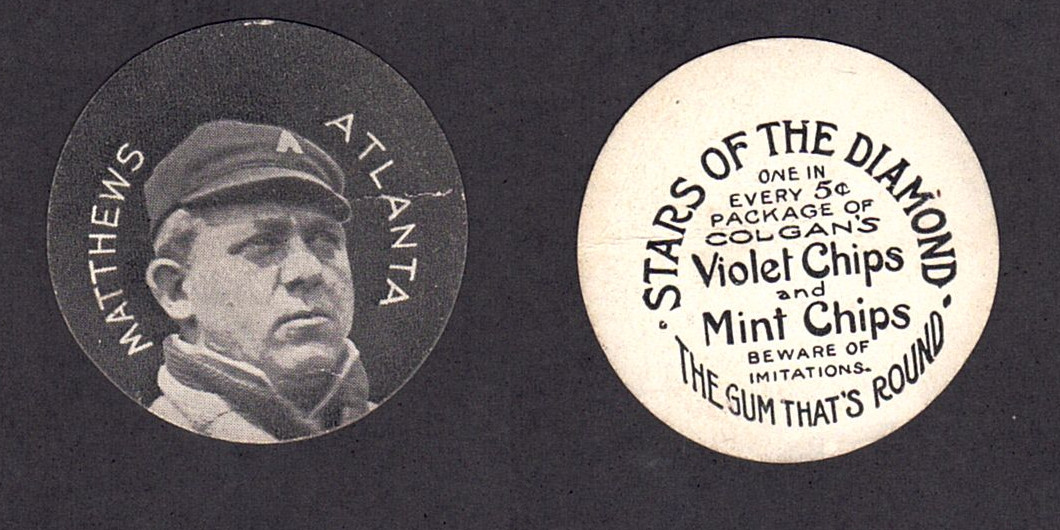 MATTHEWS
ATLANTA
A
·STARS OF THE DIAMOND·
ONE IN
EVERY 5¢
PACKAGE OF
COLGAN'S
Violet Chips
and
Mint Chips
BEWARE OF
IMITATIONS.
THE GUM THAT'S ROUND